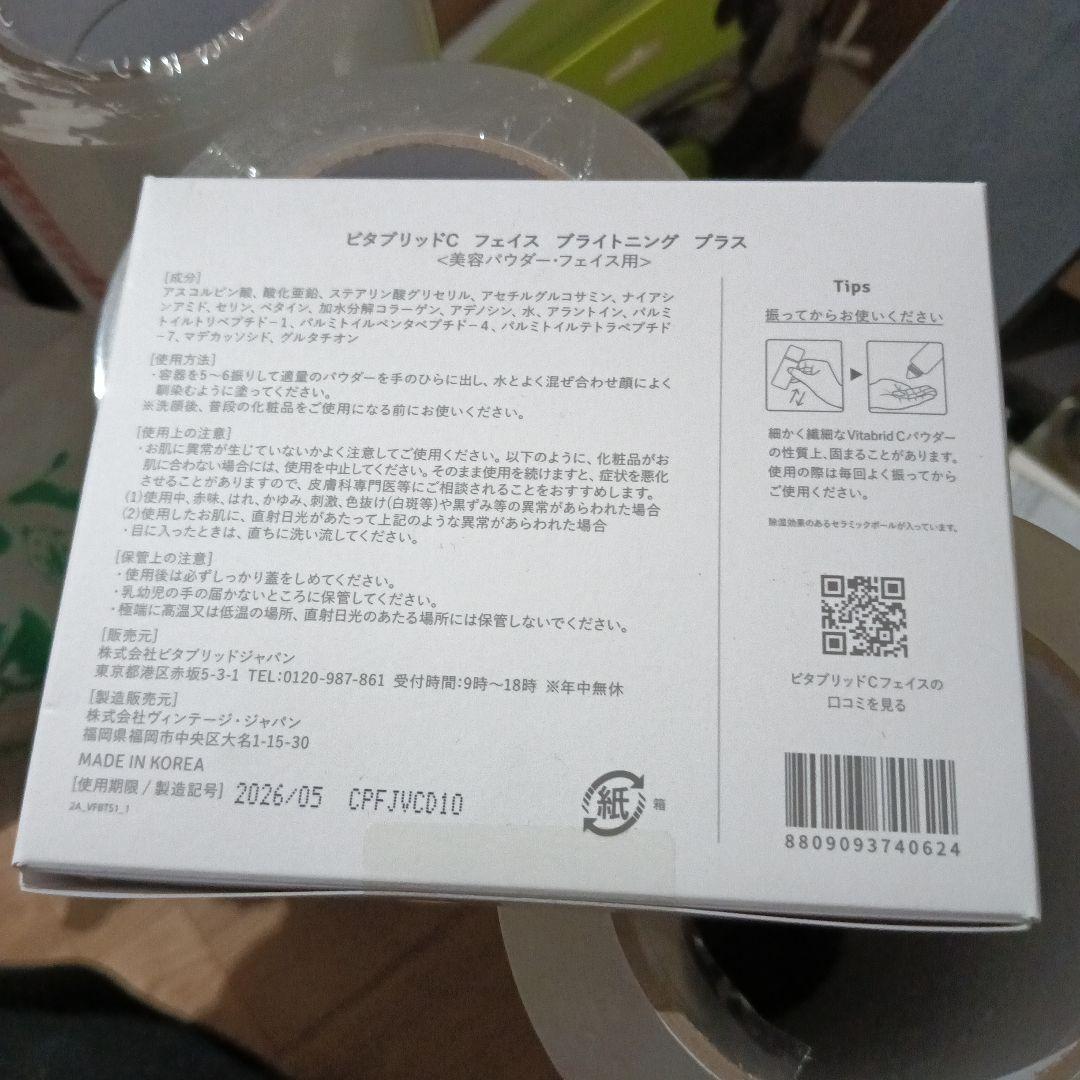 ビタブリッドC フェイス ブライトニング プラス
<美容パウダー・フェイス用>
[成分]
アスコルビン酸、酸化亜鉛、ステアリン酸グリセリル、アセチルグルコサミン、ナイアシ
ンアミド、セリン、ベタイン、加水分解コラーゲン、アデノシン、水、アラントイン、パルミ
トイルトリペプチド-1、パルミトイルペンタペプチド-4、パルミトイルテトラペプチド
-7、マデカッソシド、グルタチオン
[使用方法]
・容器を5〜6振りして適量のパウダーを手のひらに出し、水とよく混ぜ合わせ顔によく
馴染むように塗ってください。
※洗顔後、普段の化粧品をご使用になる前にお使いください。
[使用上の注意]
・お肌に異常が生じていないかよく注意してご使用ください。以下のように、化粧品がお
肌に合わない場合には、使用を中止してください。そのまま使用を続けますと、症状を悪化
させることがありますので、皮膚科専門医等にご相談されることをおすすめします。
(1)使用中、赤味、はれ、かゆみ、刺激、色抜け(白斑等)や黒ずみ等の異常があらわれた場合
(2)使用したお肌に、直射日光があたって上記のような異常があらわれた場合
・目に入ったときは、直ちに洗い流してください。
[保管上の注意]
・使用後は必ずしっかり蓋をしめてください。
・乳幼児の手の届かないところに保管してください。
・極端に高温又は低温の場所、直射日光のあたる場所には保管しないでください。
[販売元]
株式会社ビタブリッドジャパン
東京都港区赤坂5-3-1 TEL:0120-987-861 受付時間:9時〜18時 ※年中無休
[製造販売元]
株式会社ヴィンテージ・ジャパン
福岡県福岡市中央区大名1-15-30
MADE IN KOREA
[使用期限/製造記号] 2026/05 CPFJVCD10
2A_VFBTS1_1
紙 箱
Tips
振ってからお使いください
細かく繊細なVitabrid Cパウダー
の性質上、固まることがあります。
使用の際は毎回よく振ってから
ご使用ください。
除湿効果のあるセラミックボールが入っています。
ビタブリッドCフェイスの
口コミを見る
8809093740624